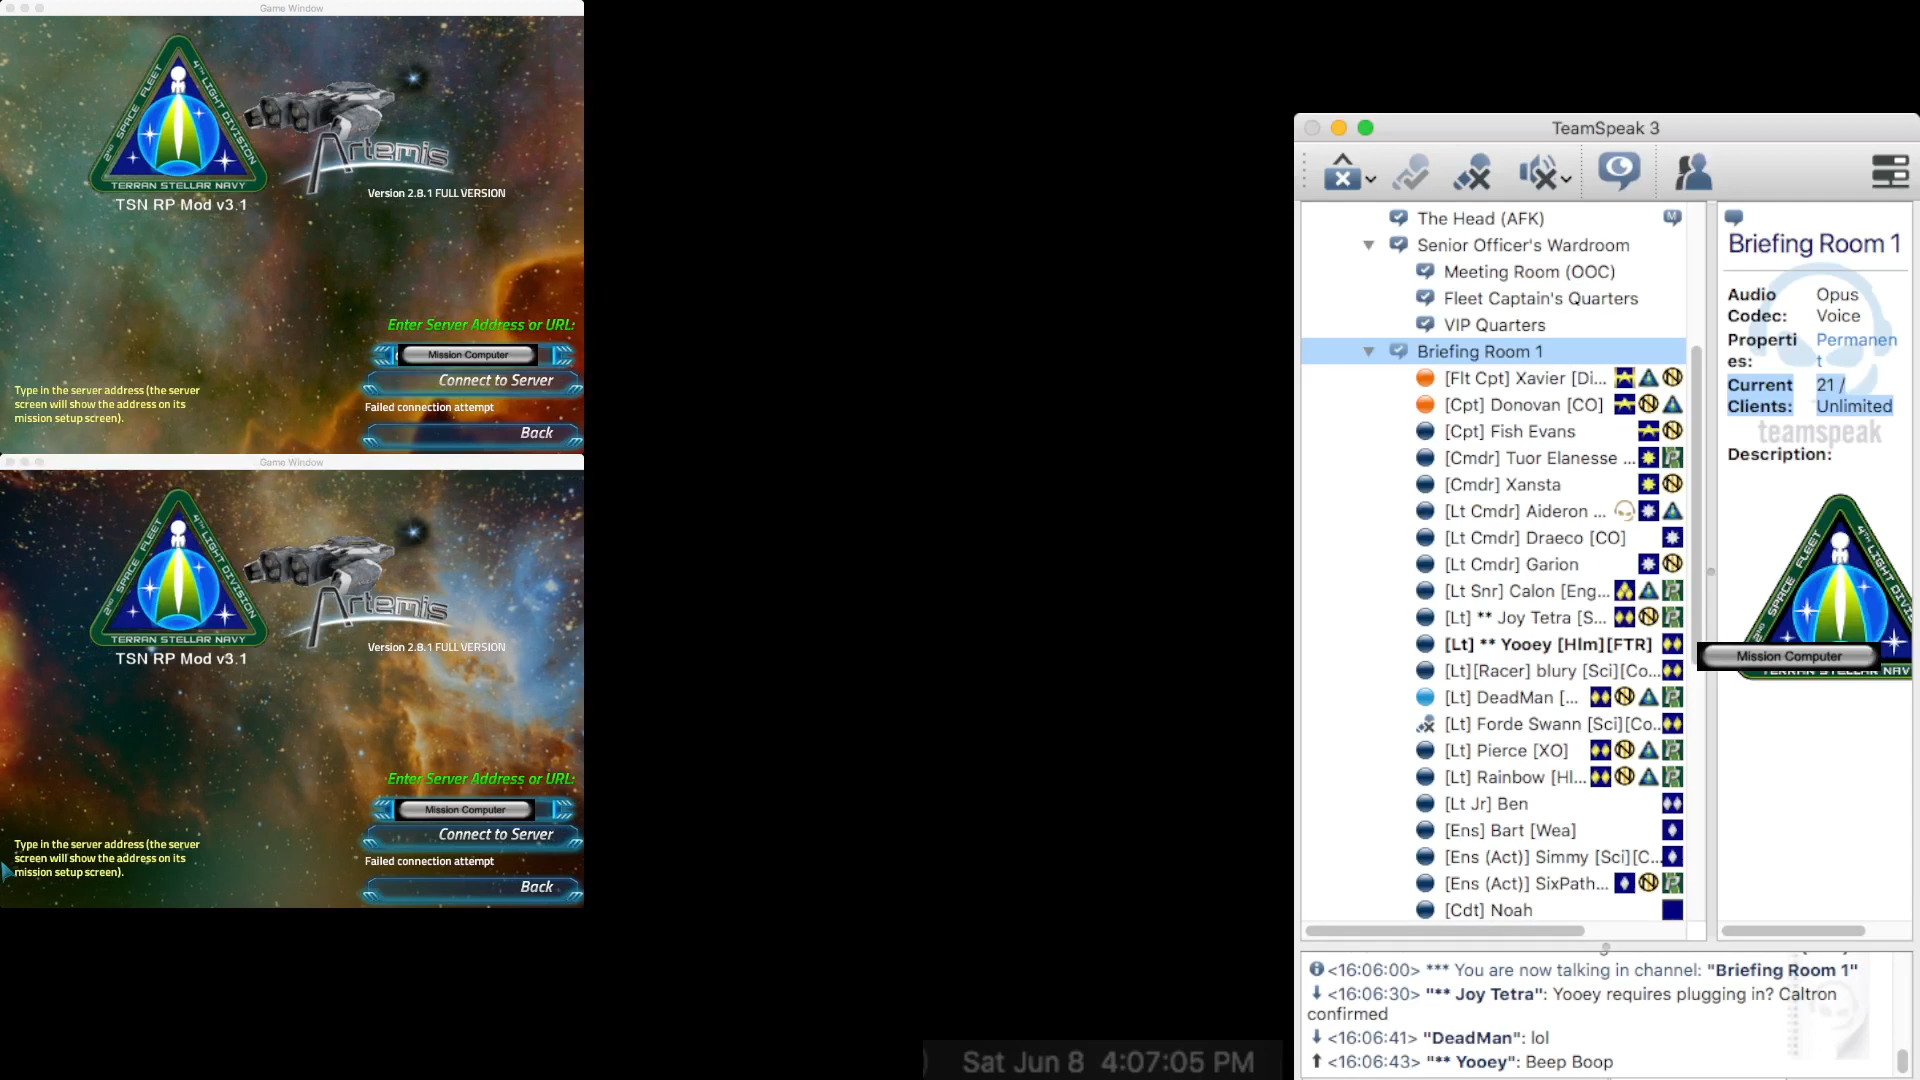 Game Window
2ND SPACE FLEET
4TH LIGHT DIVISION
TERRAN STELLAR NAVY
TSN RP Mod v3.1
Artemis
Version 2.8.1 FULL VERSION
Enter Server Address or URL:
Mission Computer
Connect to Server
Failed connection attempt
Back
Type in the server address (the server
screen will show the address on its
mission setup screen).
Game Window
2ND SPACE FLEET
4TH LIGHT DIVISION
TERRAN STELLAR NAVY
TSN RP Mod v3.1
Artemis
Version 2.8.1 FULL VERSION
Enter Server Address or URL:
Mission Computer
Connect to Server
Failed connection attempt
Back
Type in the server address (the server
screen will show the address on its
mission setup screen).
Sat Jun 8 4:07:05 PM
TeamSpeak 3
The Head (AFK)
Senior Officer's Wardroom
Meeting Room (OOC)
Fleet Captain's Quarters
VIP Quarters
Briefing Room 1
[Flt Cpt] Xavier [Di...
[Cpt] Donovan [CO]
[Cpt] Fish Evans
[Cmdr] Tuor Elanesse ...
[Cmdr] Xansta
[Lt Cmdr] Aideron ...
[Lt Cmdr] Draeco [CO]
[Lt Cmdr] Garion
[Lt Snr] Calon [Eng...
[Lt] ** Joy Tetra [S...
[Lt] ** Yooey [Hlm][FTR]
[Lt][Racer] blury [Sci][Co...
[Lt] DeadMan [...
[Lt] Forde Swann [Sci][Co...
[Lt] Pierce [XO]
[Lt] Rainbow [Hl...
[Lt Jr] Ben
[Ens] Bart [Wea]
[Ens (Act)] Simmy [Sci][C...
[Ens (Act)] SixPath...
[Cdt] Noah
Briefing Room 1
Audio Codec: Opus Voice
Properti es: Permanen t
Current Clients: 21 / Unlimited
teamspeak
Description:
Mission Computer
<16:06:00> *** You are now talking in channel: "Briefing Room 1"
<16:06:30> "** Joy Tetra": Yooey requires plugging in? Caltron
confirmed
<16:06:41> "DeadMan": lol
<16:06:43> "** Yooey": Beep Boop